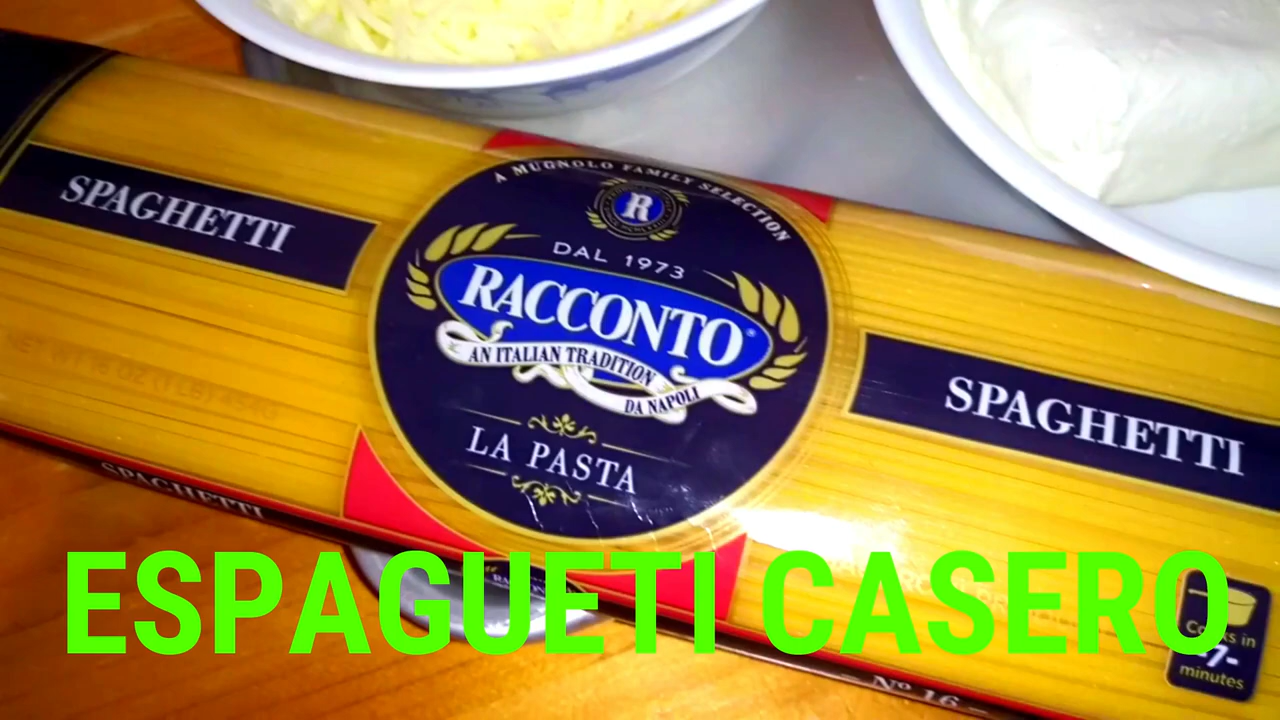 SPAGHETTI
A MUGNOLO FAMILY SELECTION
R
DAL 1973
RACCONTO®
AN ITALIAN TRADITION
DA NAPOLI
LA PASTA
SPAGHETTI
SPAGHETTI
ESPAGUETI CASERO
Cooks in
-7-
minutes
Nº 16